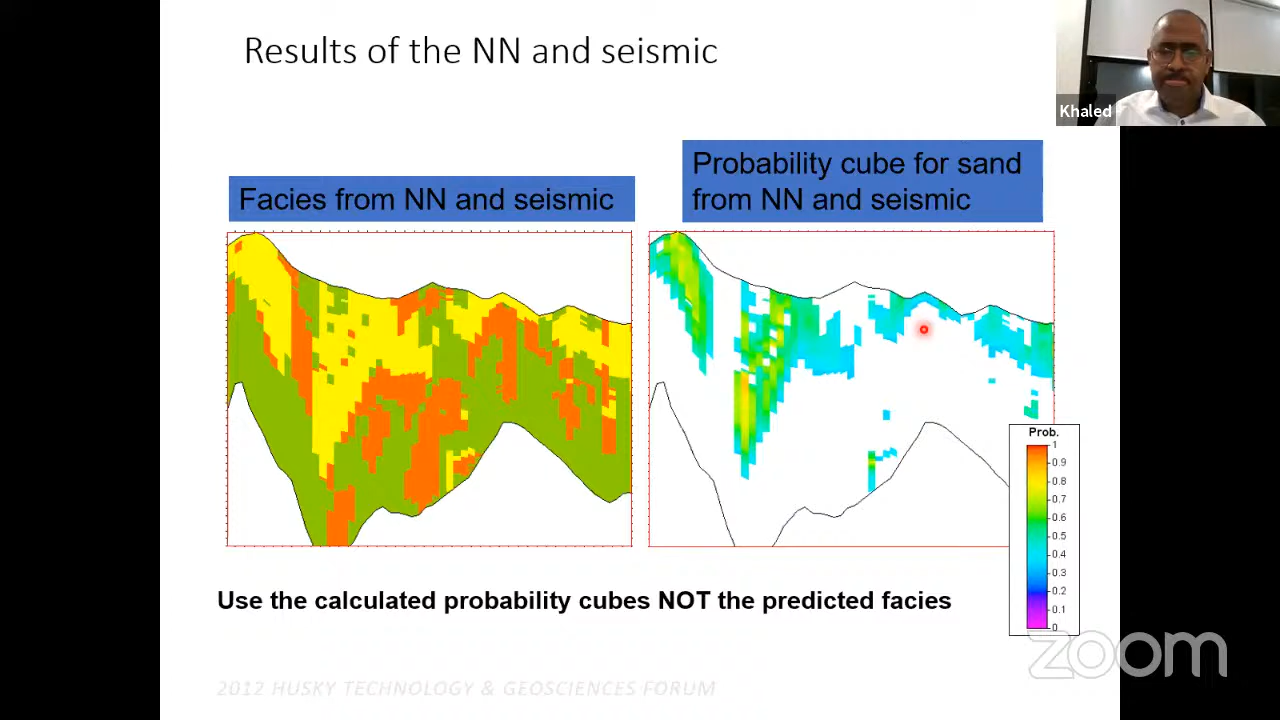 Results of the NN and seismic
Khaled
Facies from NN and seismic
Probability cube for sand
from NN and seismic
Prob.
1
0.9
0.8
0.7
0.6
0.5
0.4
0.3
0.2
0.1
0
Use the calculated probability cubes NOT the predicted facies
zoom
2012 HUSKY TECHNOLOGY & GEOSCIENCES FORUM